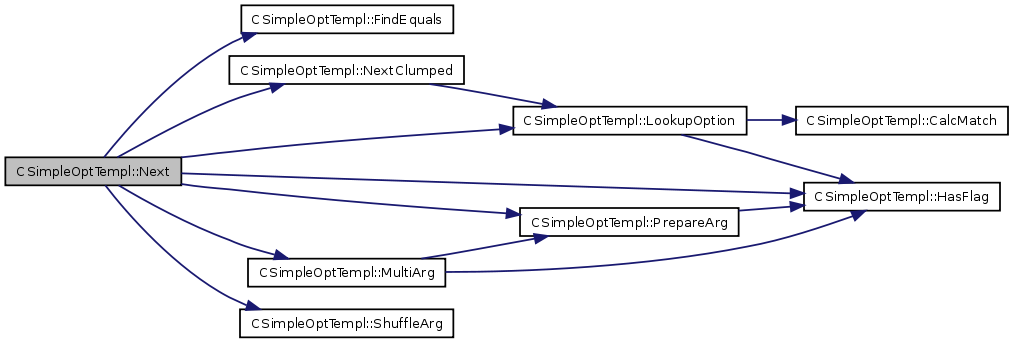 CSimpleOptTempl::FindEquals
CSimpleOptTempl::NextClumped
CSimpleOptTempl::LookupOption
CSimpleOptTempl::CalcMatch
CSimpleOptTempl::Next
CSimpleOptTempl::HasFlag
CSimpleOptTempl::PrepareArg
CSimpleOptTempl::MultiArg
CSimpleOptTempl::ShuffleArg